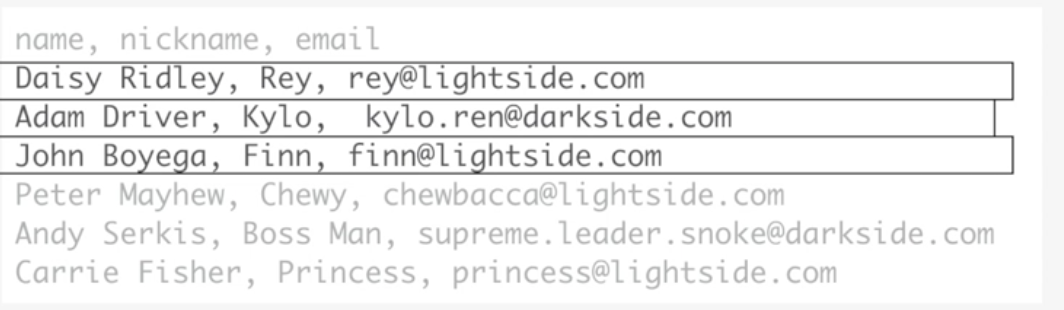 name, nickname, email
Daisy Ridley, Rey, rey@lightside.com
Adam Driver, Kylo,  kylo.ren@darkside.com
John Boyega, Finn, finn@lightside.com
Peter Mayhew, Chewy, chewbacca@lightside.com
Andy Serkis, Boss Man, supreme.leader.snoke@darkside.com
Carrie Fisher, Princess, princess@lightside.com